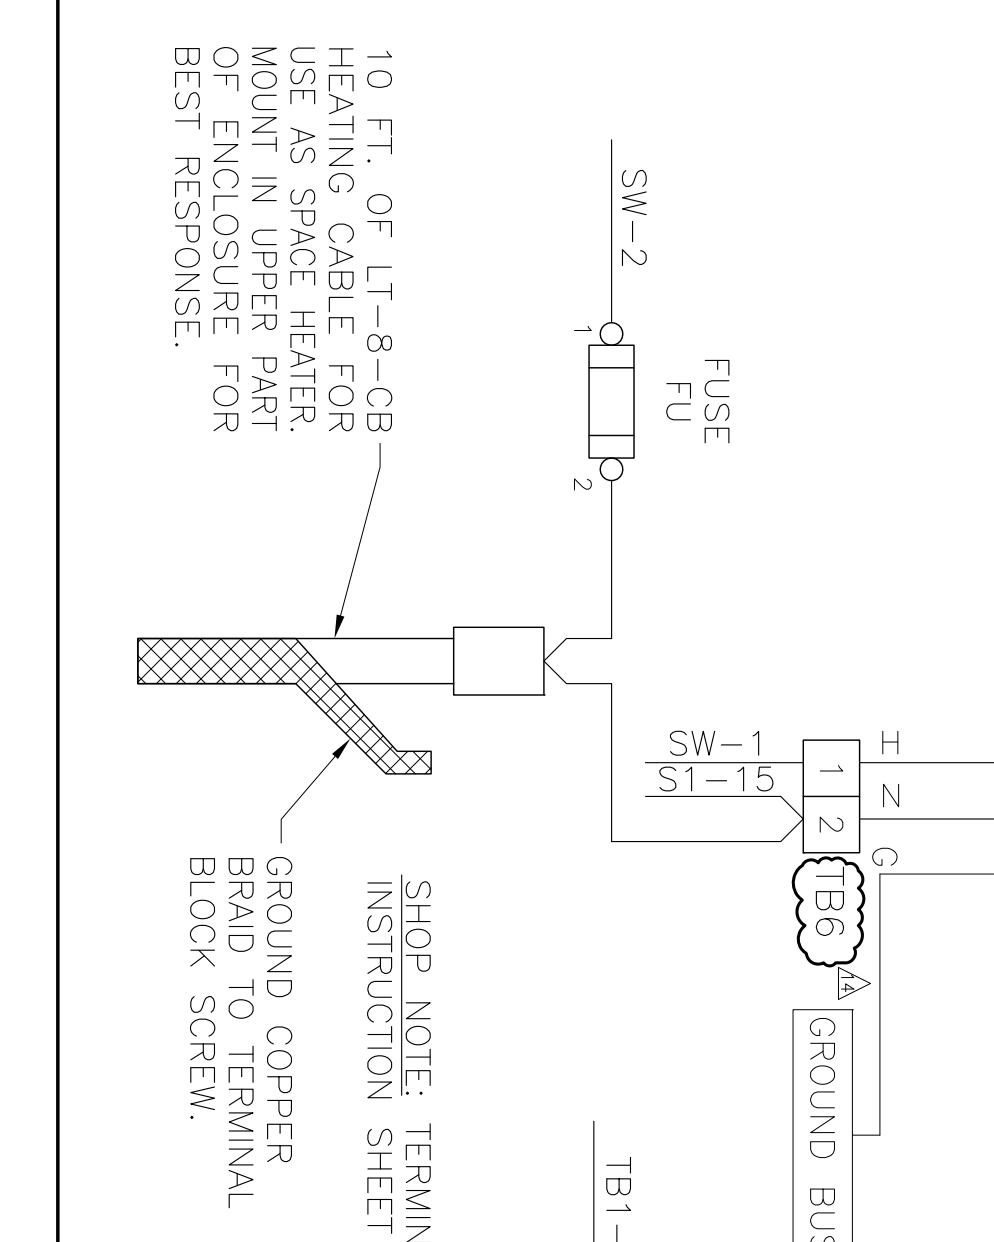 10 FT. OF LT-8-CB
HEATING CABLE FOR
USE AS SPACE HEATER.
MOUNT IN UPPER PART
OF ENCLOSURE FOR
BEST RESPONSE.
SW-2
1
2
FUSE
FU
SW-1
S1-15
H
N
G
1
2
TB6
14
GROUND BUS
GROUND COPPER
BRAID TO TERMINAL
BLOCK SCREW.
SHOP NOTE: TERMIN
INSTRUCTION SHEET
TB1-